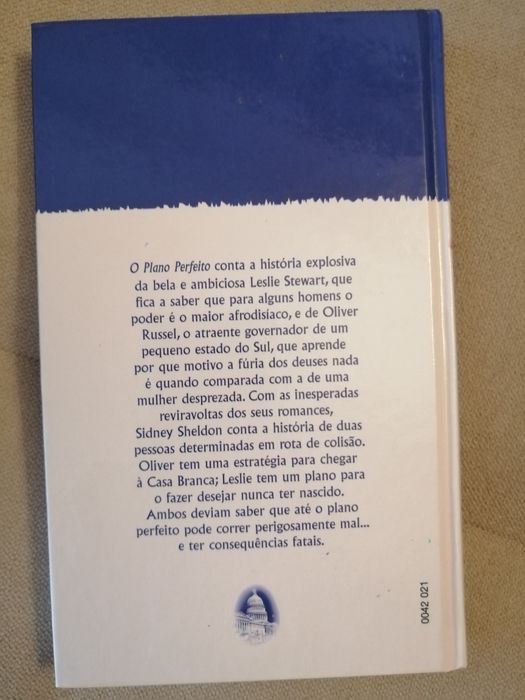 O Plano Perfeito conta a história explosiva
da bela e ambiciosa Leslie Stewart, que
fica a saber que para alguns homens o
poder é o maior afrodisíaco, e de Oliver
Russel, o atraente governador de um
pequeno estado do Sul, que aprende
por que motivo a fúria dos deuses nada
é quando comparada com a de uma
mulher desprezada. Com as inesperadas
reviravoltas dos seus romances,
Sidney Sheldon conta a história de duas
pessoas determinadas em rota de colisão.
Oliver tem uma estratégia para chegar
à Casa Branca; Leslie tem um plano para
o fazer desejar nunca ter nascido.
Ambos deviam saber que até o plano
perfeito pode correr perigosamente mal...
e ter consequências fatais.
0042 021